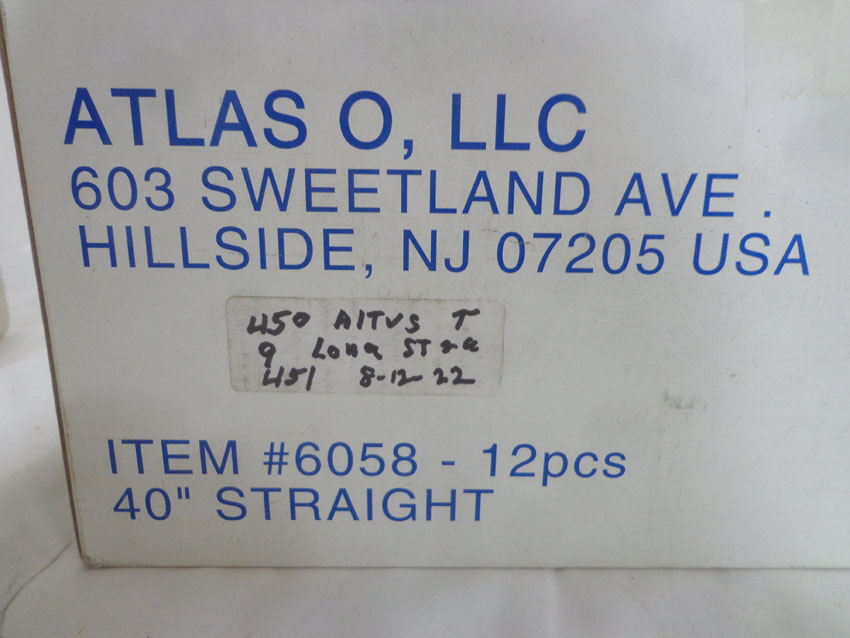 ATLAS O, LLC
603 SWEETLAND AVE .
HILLSIDE, NJ 07205 USA
450 AITVS T
9 Long STra
451 8-12-22
ITEM #6058 - 12pcs
40" STRAIGHT